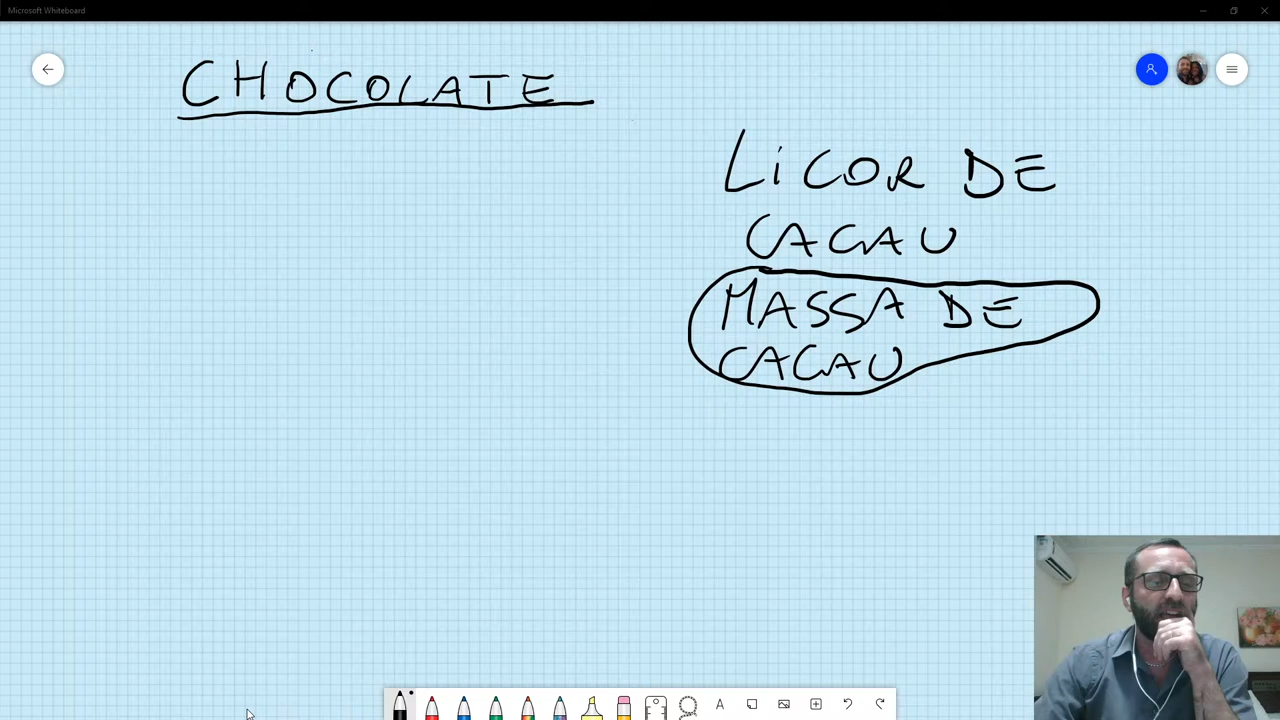 Microsoft Whiteboard
CHOCOLATE
LiCOR DE
CACAU
MASSA DE
CACAU
A